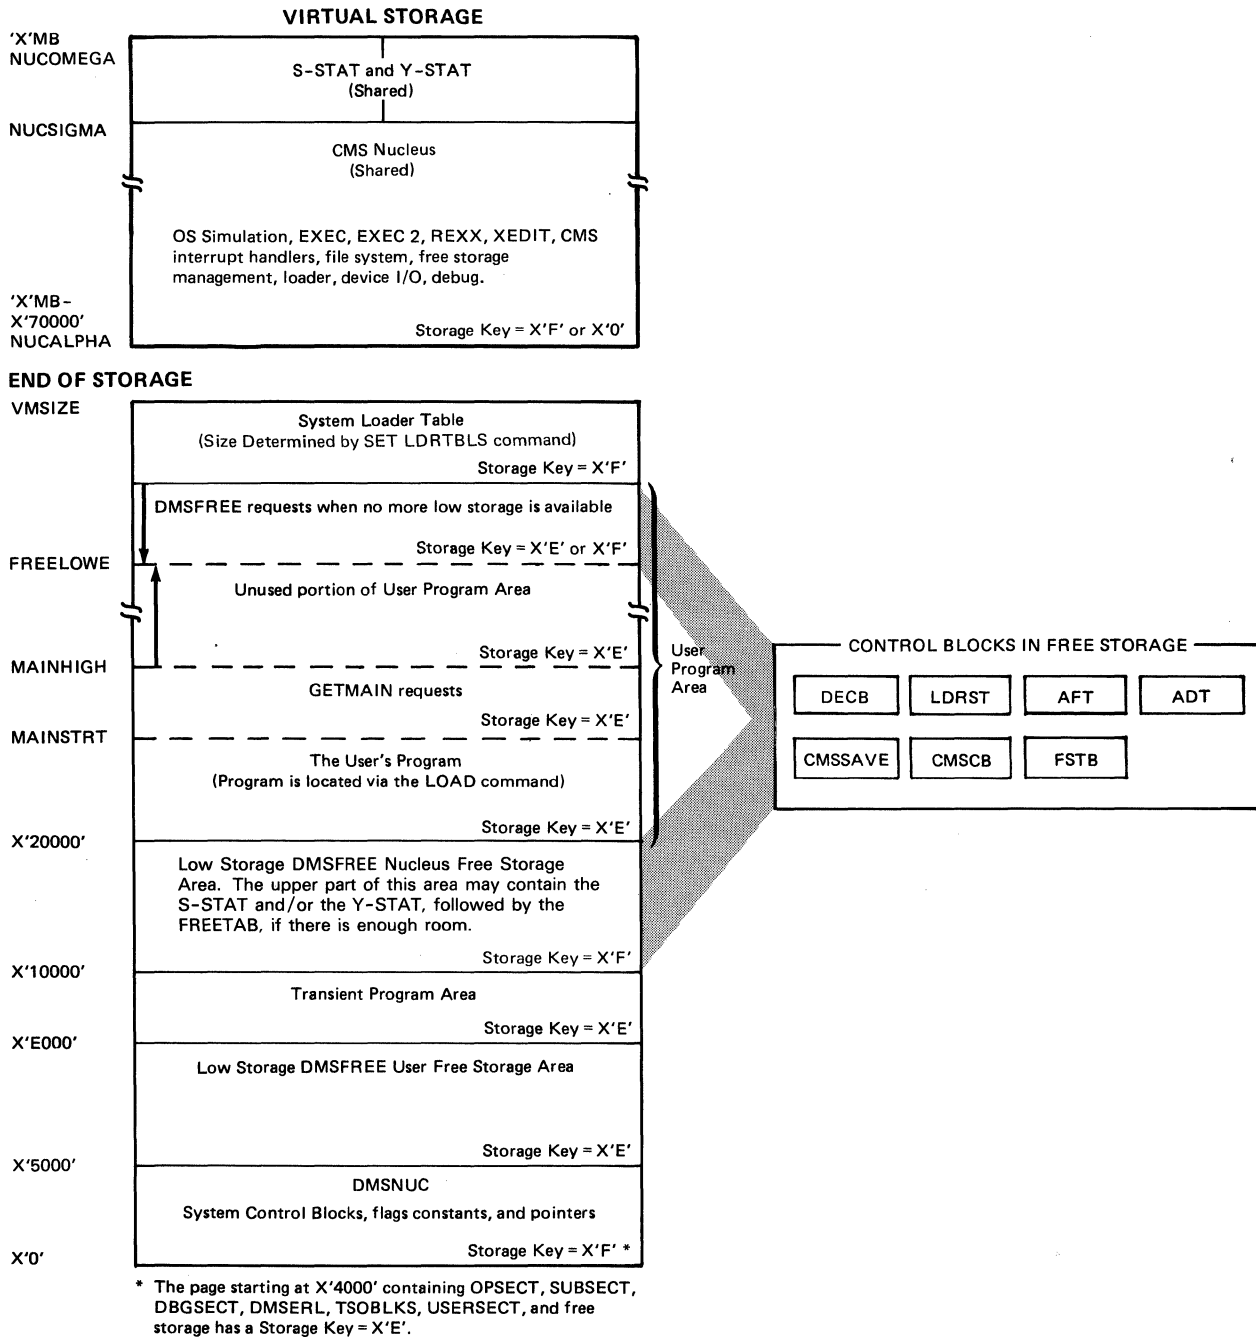 VIRTUAL STORAGE
'X'MB
NUCOMEGA
S-STAT and Y-STAT
(Shared)
NUCSIGMA
CMS Nucleus
(Shared)
OS Simulation, EXEC, EXEC 2, REXX, XEDIT, CMS
interrupt handlers, file system, free storage
management, loader, device I/O, debug.
'X'MB-
X'70000'
NUCALPHA
Storage Key = X'F' or X'0'
END OF STORAGE
VMSIZE
System Loader Table
(Size Determined by SET LDRTBLS command)
Storage Key = X'F'
DMSFREE requests when no more low storage is available
Storage Key = X'E' or X'F'
FREELOWE
Unused portion of User Program Area
Storage Key = X'E'
MAINHIGH
GETMAIN requests
Storage Key = X'E'
MAINSTRT
The User's Program
(Program is located via the LOAD command)
Storage Key = X'E'
User
Program
Area
CONTROL BLOCKS IN FREE STORAGE
DECB LDRST AFT ADT
CMSSAVE CMSCB FSTB
X'20000'
Low Storage DMSFREE Nucleus Free Storage
Area. The upper part of this area may contain the
S-STAT and/or the Y-STAT, followed by the
FREETAB, if there is enough room.
Storage Key = X'F'
X'10000'
Transient Program Area
Storage Key = X'E'
X'E000'
Low Storage DMSFREE User Free Storage Area
Storage Key = X'E'
X'5000'
DMSNUC
System Control Blocks, flags constants, and pointers
Storage Key = X'F' *
X'0'
* The page starting at X'4000' containing OPSECT, SUBSECT,
DBGSECT, DMSERL, TSOBLKS, USERSECT, and free
storage has a Storage Key = X'E'.